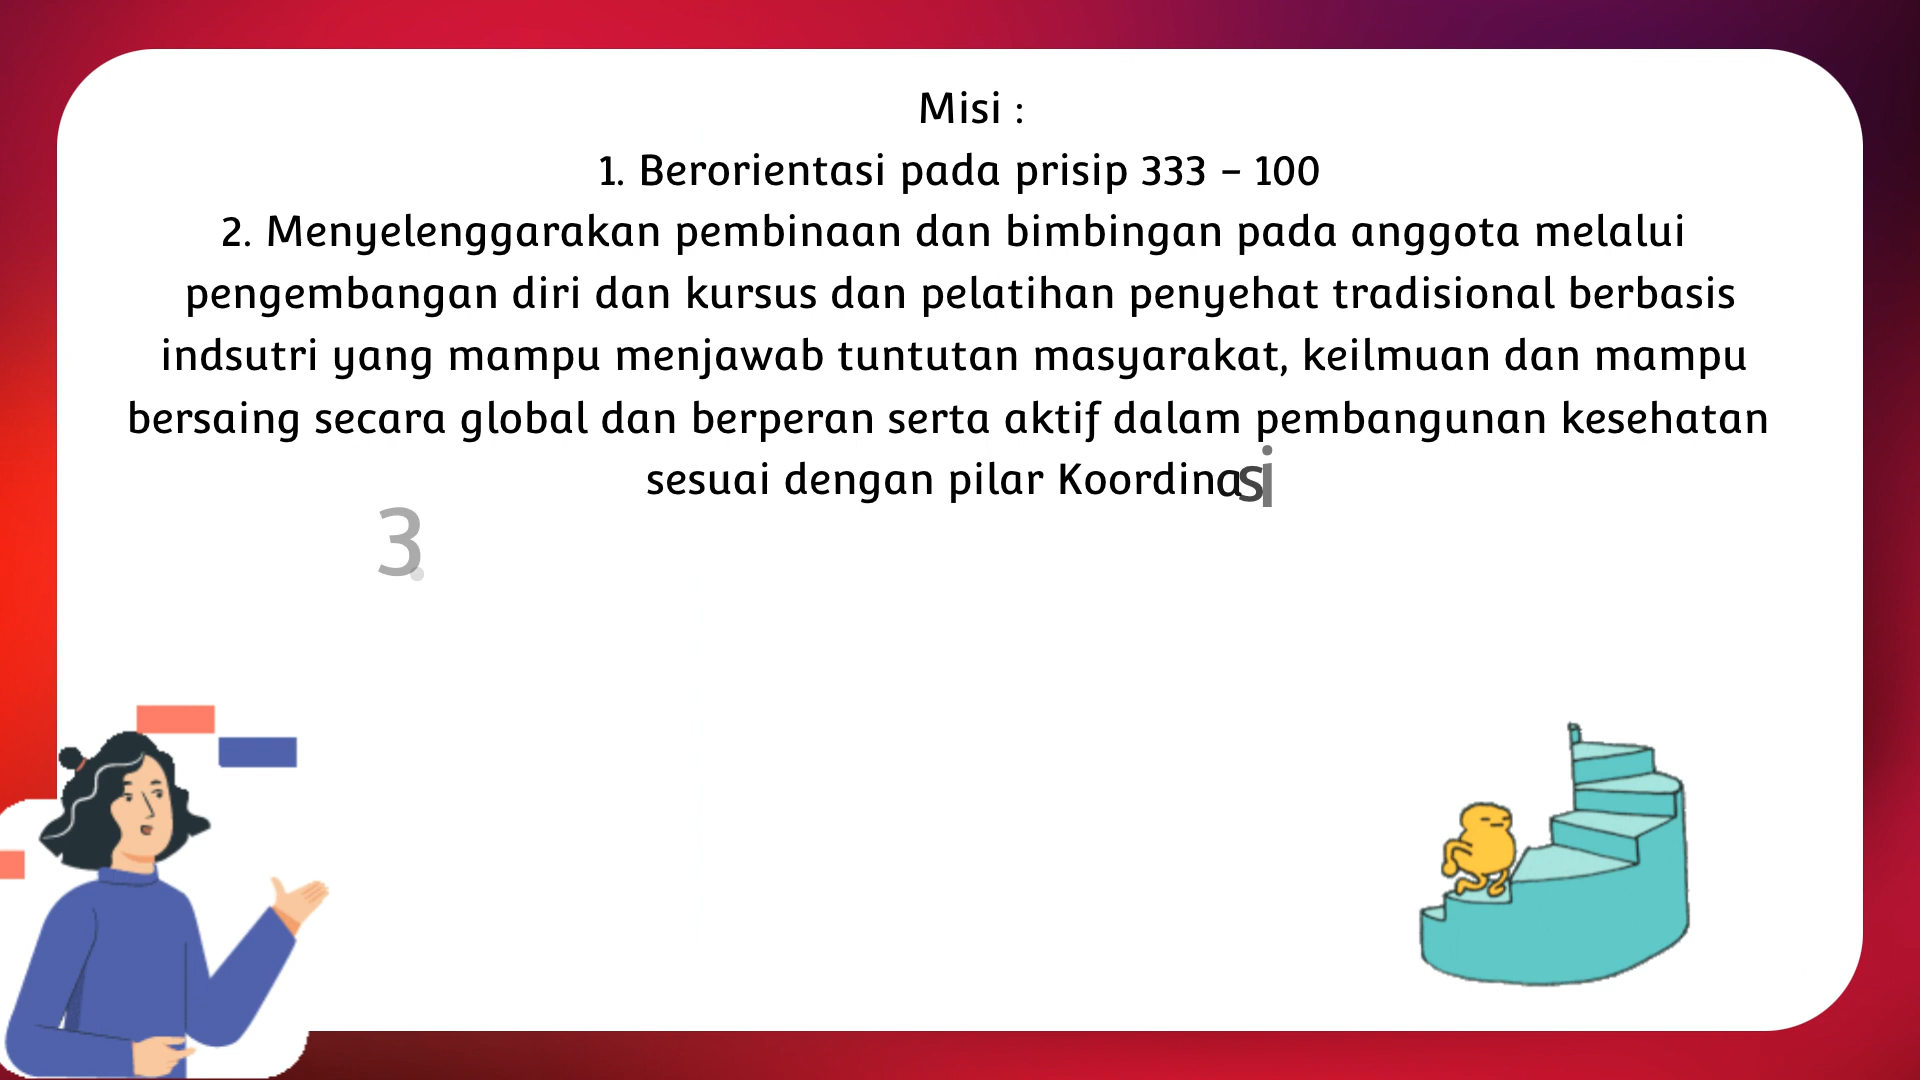 Misi :
1. Berorientasi pada prisip 333 – 100
2. Menyelenggarakan pembinaan dan bimbingan pada anggota melalui
pengembangan diri dan kursus dan pelatihan penyehat tradisional berbasis
indsutri yang mampu menjawab tuntutan masyarakat, keilmuan dan mampu
bersaing secara global dan berperan serta aktif dalam pembangunan kesehatan
sesuai dengan pilar Koordinasi
3.